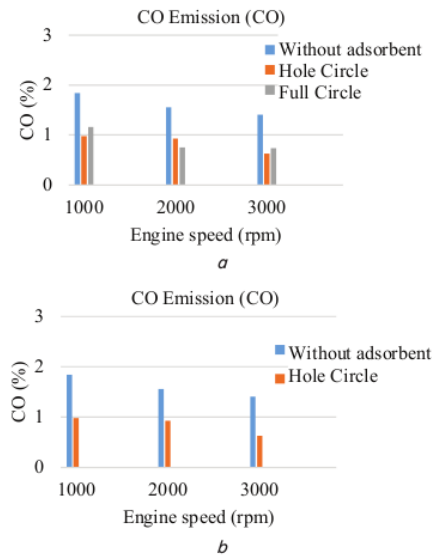 CO Emission (CO)
3
2
1
0
CO (%)
Without adsorbent
Hole Circle
Full Circle
1000 2000 3000
Engine speed (rpm)
a
CO Emission (CO)
3
2
1
0
CO (%)
Without adsorbent
Hole Circle
1000 2000 3000
Engine speed (rpm)
b